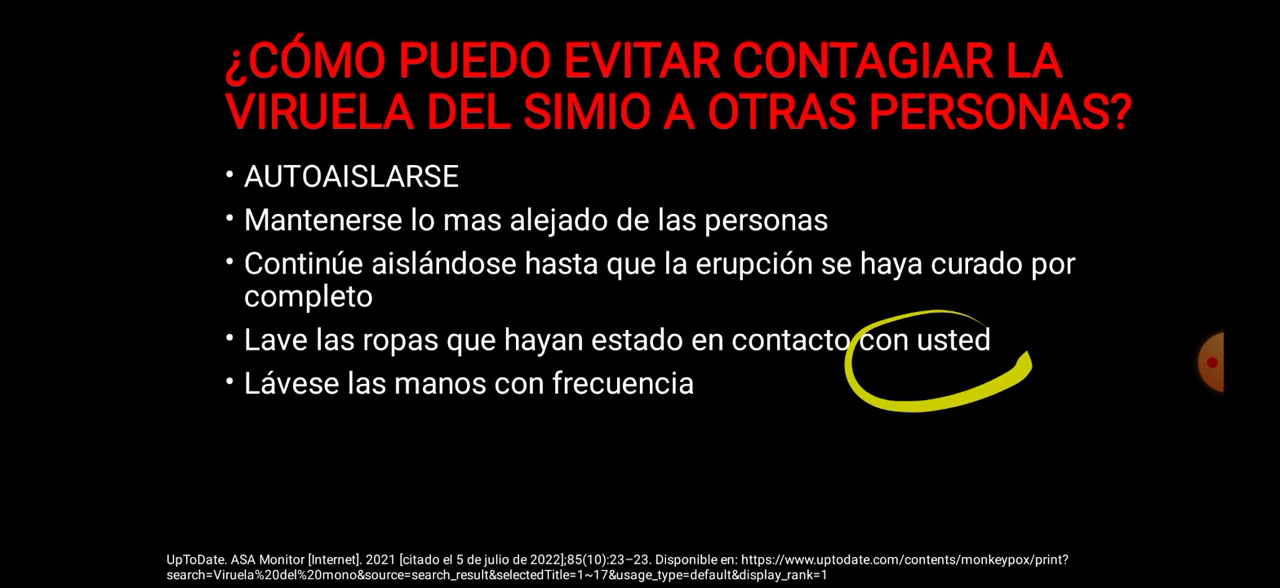 ¿CÓMO PUEDO EVITAR CONTAGIAR LA
VIRUELA DEL SIMIO A OTRAS PERSONAS?
• AUTOAISLARSE
• Mantenerse lo mas alejado de las personas
• Continúe aislándose hasta que la erupción se haya curado por
completo
• Lave las ropas que hayan estado en contacto con usted
• Lávese las manos con frecuencia
UpToDate. ASA Monitor [Internet]. 2021 [citado el 5 de julio de 2022];85(10):23–23. Disponible en: https://www.uptodate.com/contents/monkeypox/print?
search=Viruela%20del%20mono&source=search_result&selectedTitle=1~17&usage_type=default&display_rank=1